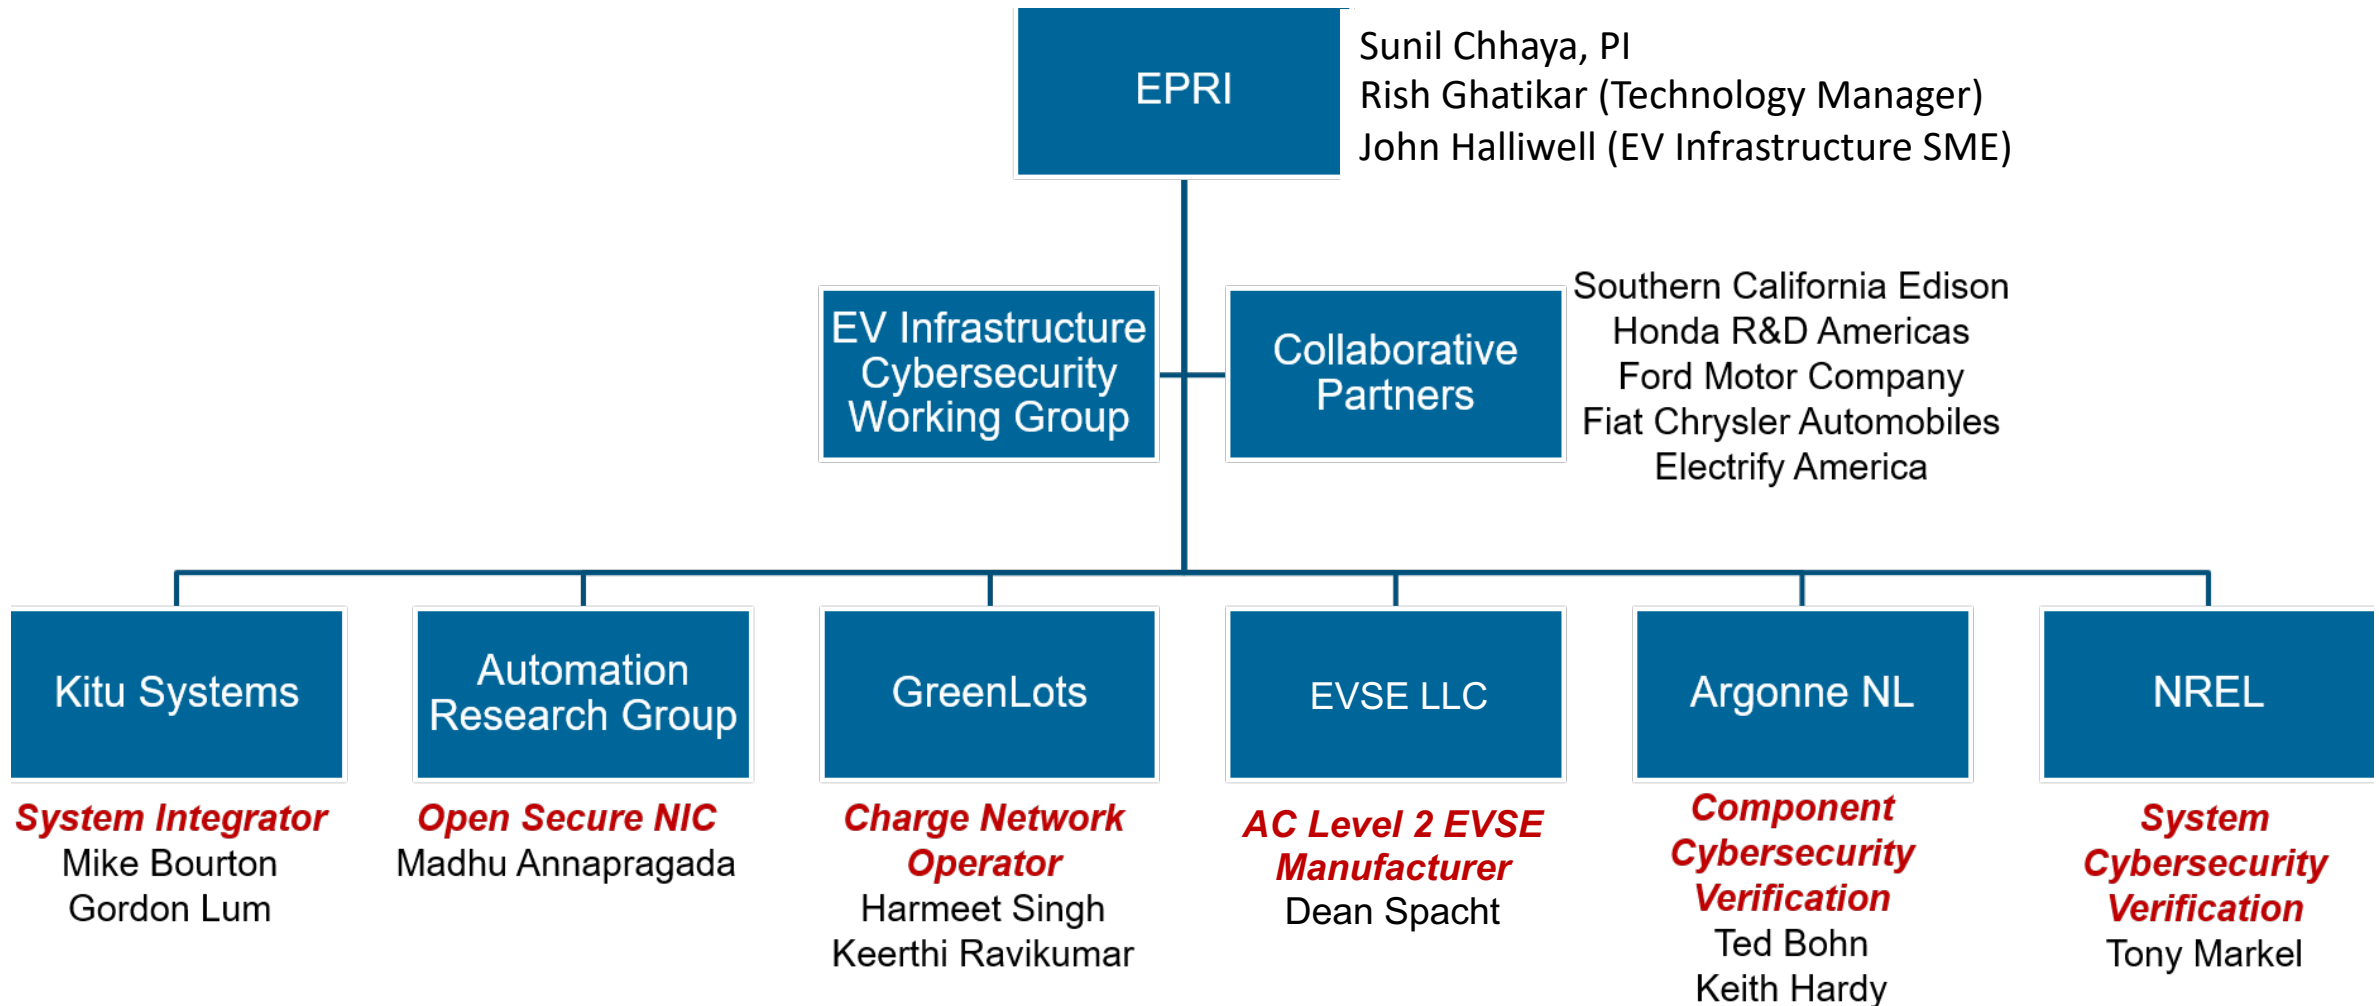 EPRI
Sunil Chhaya, PI
Rish Ghatikar (Technology Manager)
John Halliwell (EV Infrastructure SME)
EV Infrastructure
Cybersecurity
Working Group
Collaborative
Partners
Southern California Edison
Honda R&D Americas
Ford Motor Company
Fiat Chrysler Automobiles
Electrify America
Kitu Systems
System Integrator
Mike Bourton
Gordon Lum
Automation
Research Group
Open Secure NIC
Madhu Annapragada
GreenLots
Charge Network
Operator
Harmeet Singh
Keerthi Ravikumar
EVSE LLC
AC Level 2 EVSE
Manufacturer
Dean Spacht
Argonne NL
Component
Cybersecurity
Verification
Ted Bohn
Keith Hardy
NREL
System
Cybersecurity
Verification
Tony Markel